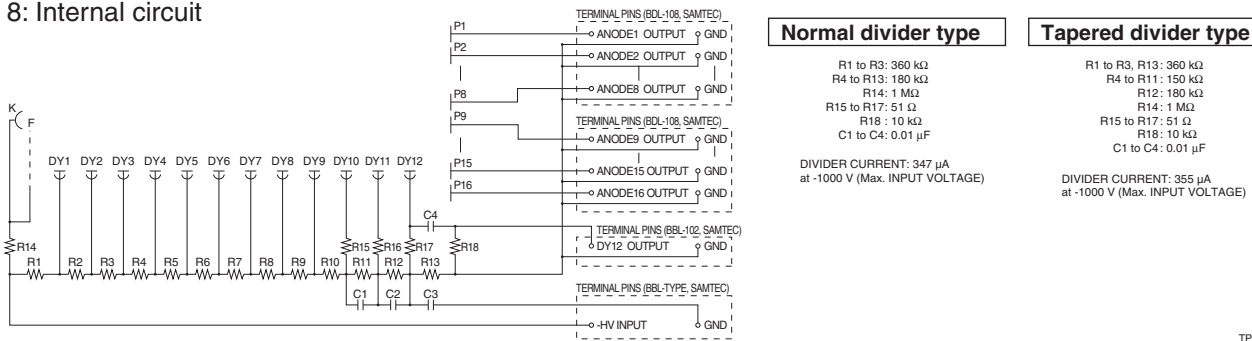 8: Internal circuit
TERMINAL PINS (BDL-108, SAMTEC)
P1
ANODE1 OUTPUT GND
P2
ANODE2 OUTPUT GND
P8
ANODE8 OUTPUT GND
P9
TERMINAL PINS (BDL-108, SAMTEC)
ANODE9 OUTPUT GND
P15
ANODE15 OUTPUT GND
P16
ANODE16 OUTPUT GND
K
F
DY1 DY2 DY3 DY4 DY5 DY6 DY7 DY8 DY9 DY10 DY11 DY12
C4
TERMINAL PINS (BBL-102, SAMTEC)
DY12 OUTPUT GND
R14 R15 R16 R17 R18
R1 R2 R3 R4 R5 R6 R7 R8 R9 R10 R11 R12 R13
C1 C2 C3
TERMINAL PINS (BBL-TYPE, SAMTEC)
-HV INPUT GND
Normal divider type
R1 to R3: 360 kΩ
R4 to R13: 180 kΩ
R14: 1 MΩ
R15 to R17: 51 Ω
R18 : 10 kΩ
C1 to C4: 0.01 μF
DIVIDER CURRENT: 347 μA
at -1000 V (Max. INPUT VOLTAGE)
Tapered divider type
R1 to R3, R13: 360 kΩ
R4 to R11: 150 kΩ
R12: 180 kΩ
R14: 1 MΩ
R15 to R17: 51 Ω
R18: 10 kΩ
C1 to C4: 0.01 μF
DIVIDER CURRENT: 355 μA
at -1000 V (Max. INPUT VOLTAGE)